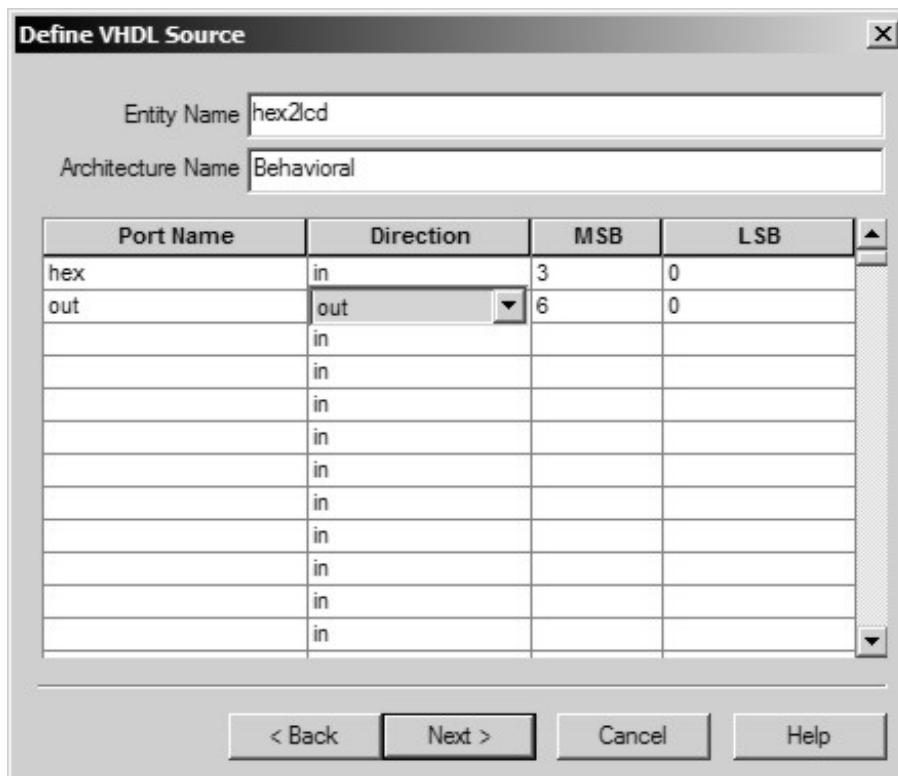 Define VHDL Source
Entity Name hex2lcd
Architecture Name Behavioral
Port Name Direction MSB LSB
hex in 3 0
out out 6 0
in
in
in
in
in
in
in
in
in
in
< Back Next > Cancel Help